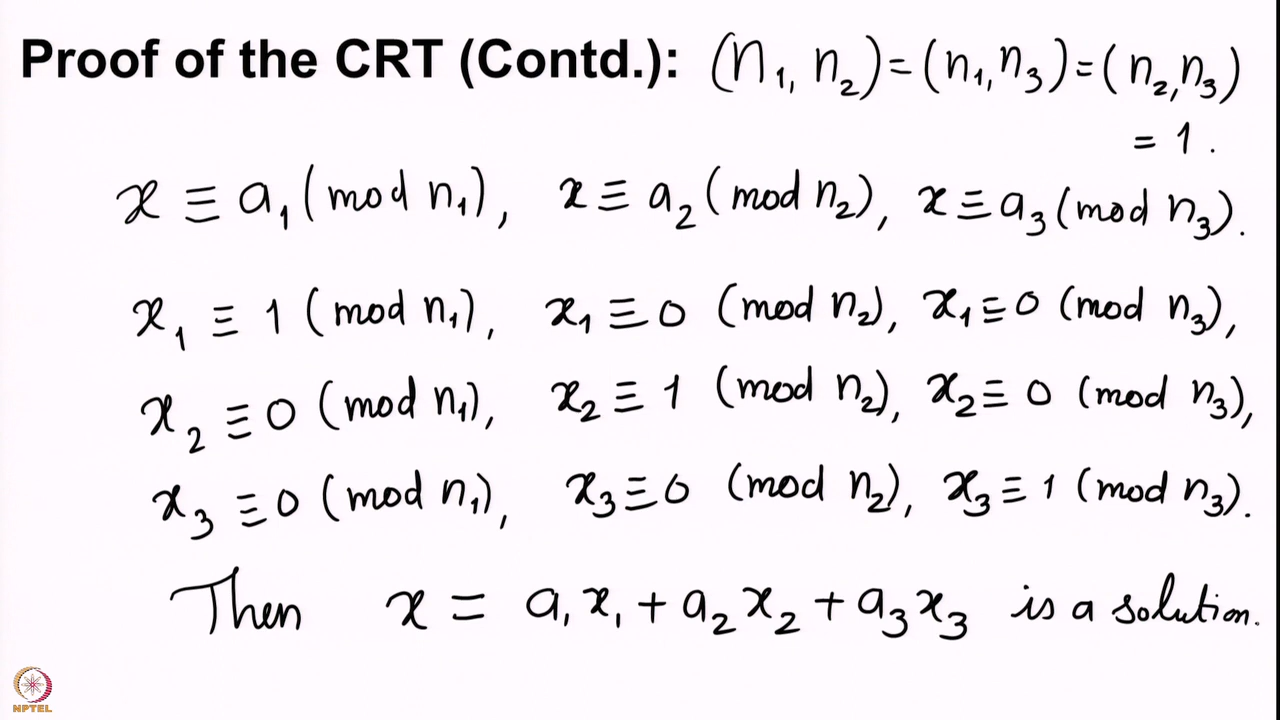 Proof of the CRT (Contd.): (n₁, n₂) = (n₁, n₃) = (n₂, n₃)
= 1.
x ≡ a₁ (mod n₁), x ≡ a₂ (mod n₂), x ≡ a₃ (mod n₃).
x₁ ≡ 1 (mod n₁), x₁ ≡ 0 (mod n₂), x₁ ≡ 0 (mod n₃),
x₂ ≡ 0 (mod n₁), x₂ ≡ 1 (mod n₂), x₂ ≡ 0 (mod n₃),
x₃ ≡ 0 (mod n₁), x₃ ≡ 0 (mod n₂), x₃ ≡ 1 (mod n₃).
Then x = a₁x₁ + a₂x₂ + a₃x₃ is a solution.
NPTEL